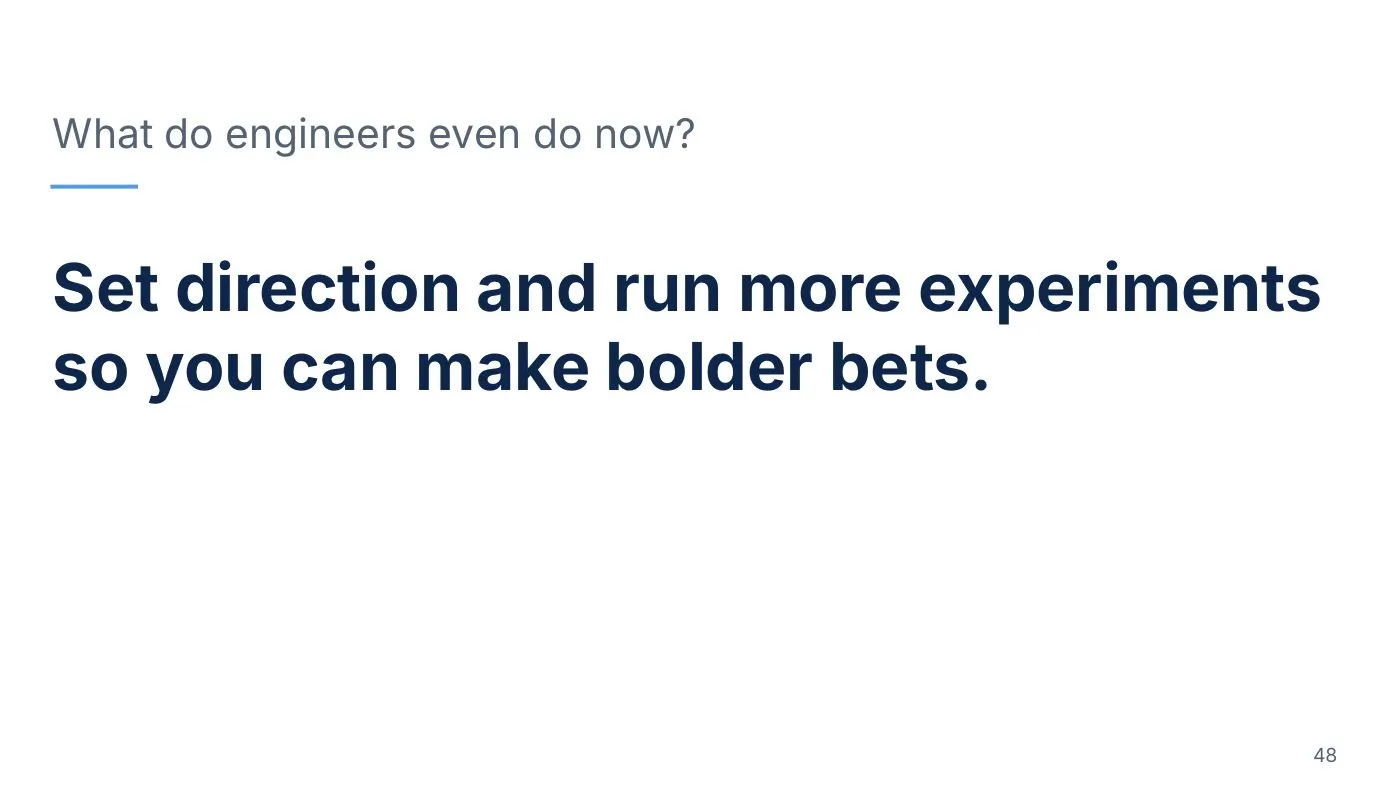 What do engineers even do now?
Set direction and run more experiments
so you can make bolder bets.
48